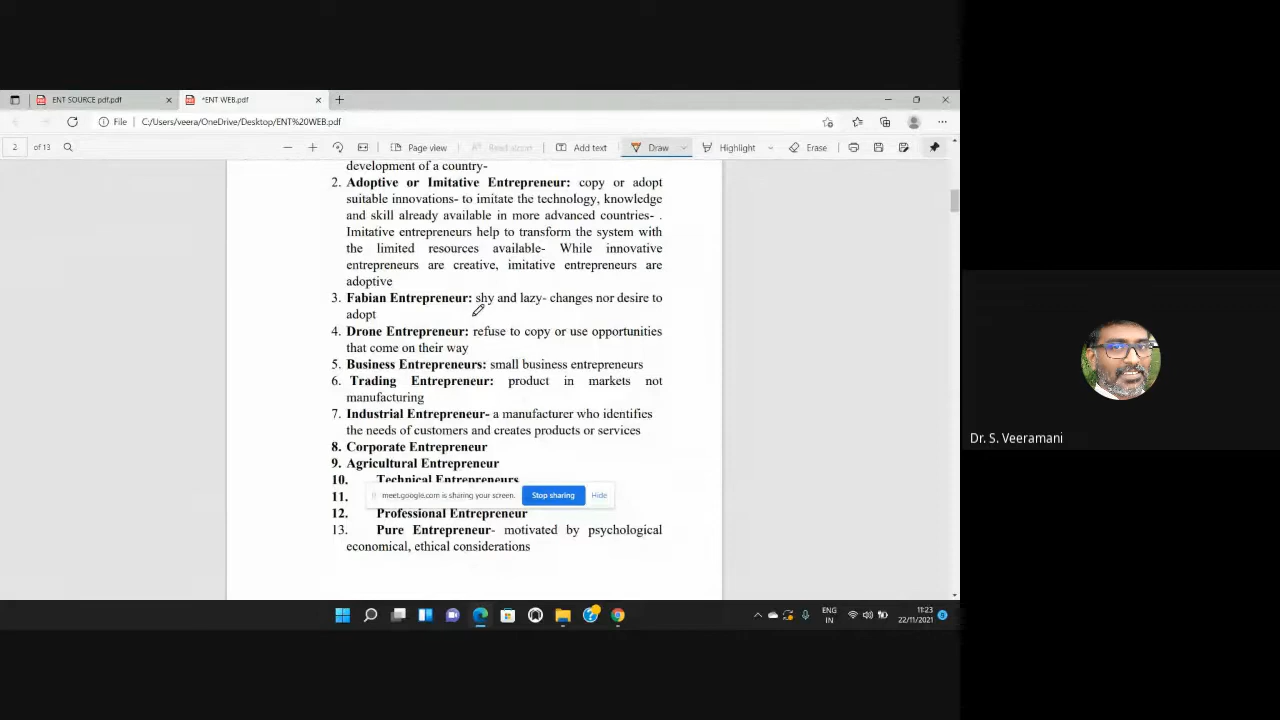 ENT SOURCE pdf.pdf
*ENT WEB.pdf
File
C:/Users/veera/OneDrive/Desktop/ENT%20WEB.pdf
2 of 13
Page view
Read aloud
Add text
Draw
Highlight
Erase
development of a country-
2. Adoptive or Imitative Entrepreneur: copy or adopt
suitable innovations- to imitate the technology, knowledge
and skill already available in more advanced countries- .
Imitative entrepreneurs help to transform the system with
the limited resources available- While innovative
entrepreneurs are creative, imitative entrepreneurs are
adoptive
3. Fabian Entrepreneur: shy and lazy- changes nor desire to
adopt
4. Drone Entrepreneur: refuse to copy or use opportunities
that come on their way
5. Business Entrepreneurs: small business entrepreneurs
6. Trading Entrepreneur: product in markets not
manufacturing
7. Industrial Entrepreneur- a manufacturer who identifies
the needs of customers and creates products or services
8. Corporate Entrepreneur
9. Agricultural Entrepreneur
10. Technical Entrepreneurs
11.
meet.google.com is sharing your screen. Stop sharing Hide
12. Professional Entrepreneur
13. Pure Entrepreneur- motivated by psychological
economical, ethical considerations
Dr. S. Veeramani
ENG
IN
11:23
22/11/2021